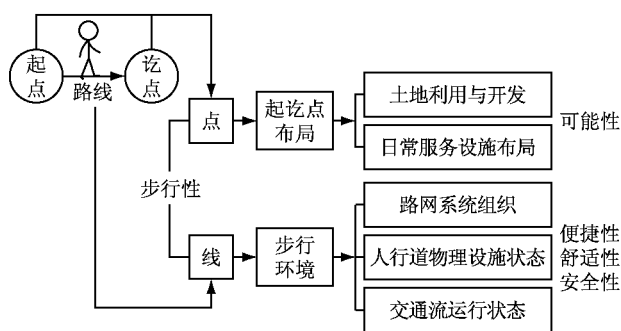 起点
讫点
路线
点
起讫点
布局
土地利用与开发
日常服务设施布局
可能性
步行性
线
步行
环境
路网系统组织
人行道物理设施状态
交通流运行状态
便捷性
舒适性
安全性